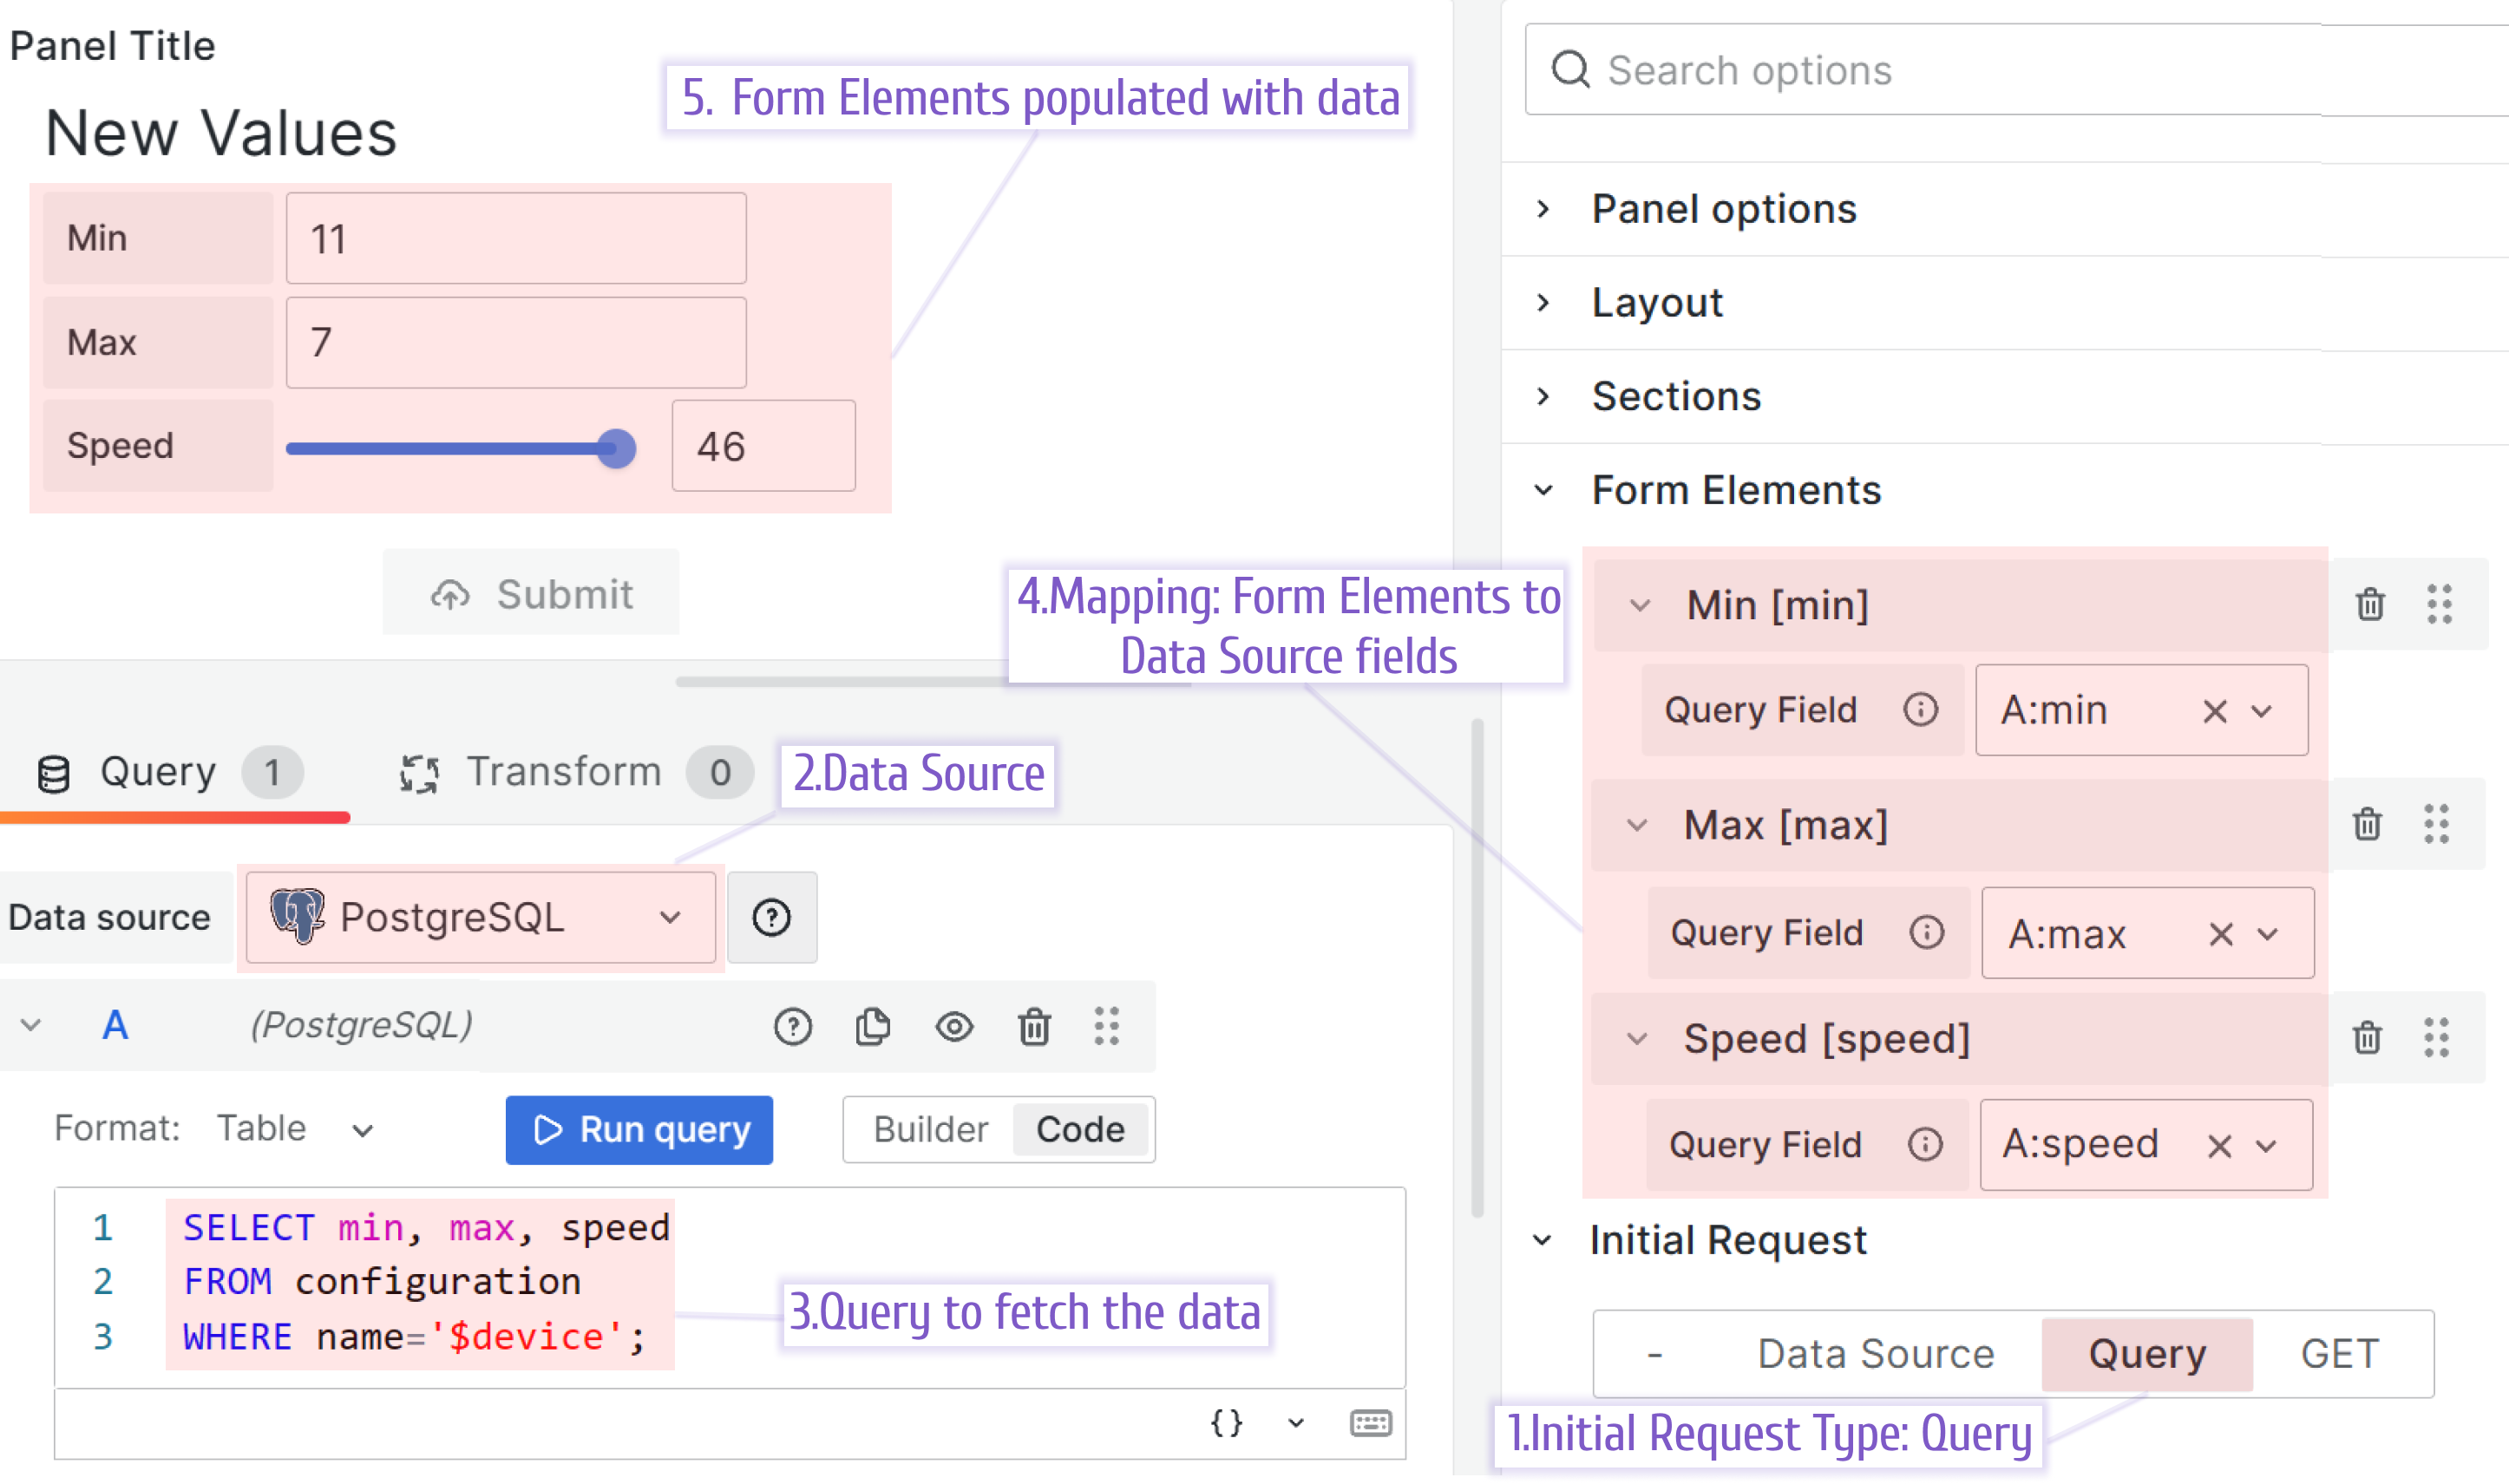 Panel Title
5. Form Elements populated with data
New Values
Min 11
Max 7
Speed 46
Submit
2.Data Source
Query 1 Transform 0
Data source PostgreSQL
A (PostgreSQL)
Format: Table Run query Builder Code
1 SELECT min, max, speed
2 FROM configuration
3 WHERE name='$device';
3.Query to fetch the data
{}
Search options
Panel options
Layout
Sections
Form Elements
4.Mapping: Form Elements to
Data Source fields
Min [min]
Query Field A:min
Max [max]
Query Field A:max
Speed [speed]
Query Field A:speed
Initial Request
- Data Source Query GET
1.Initial Request Type: Query